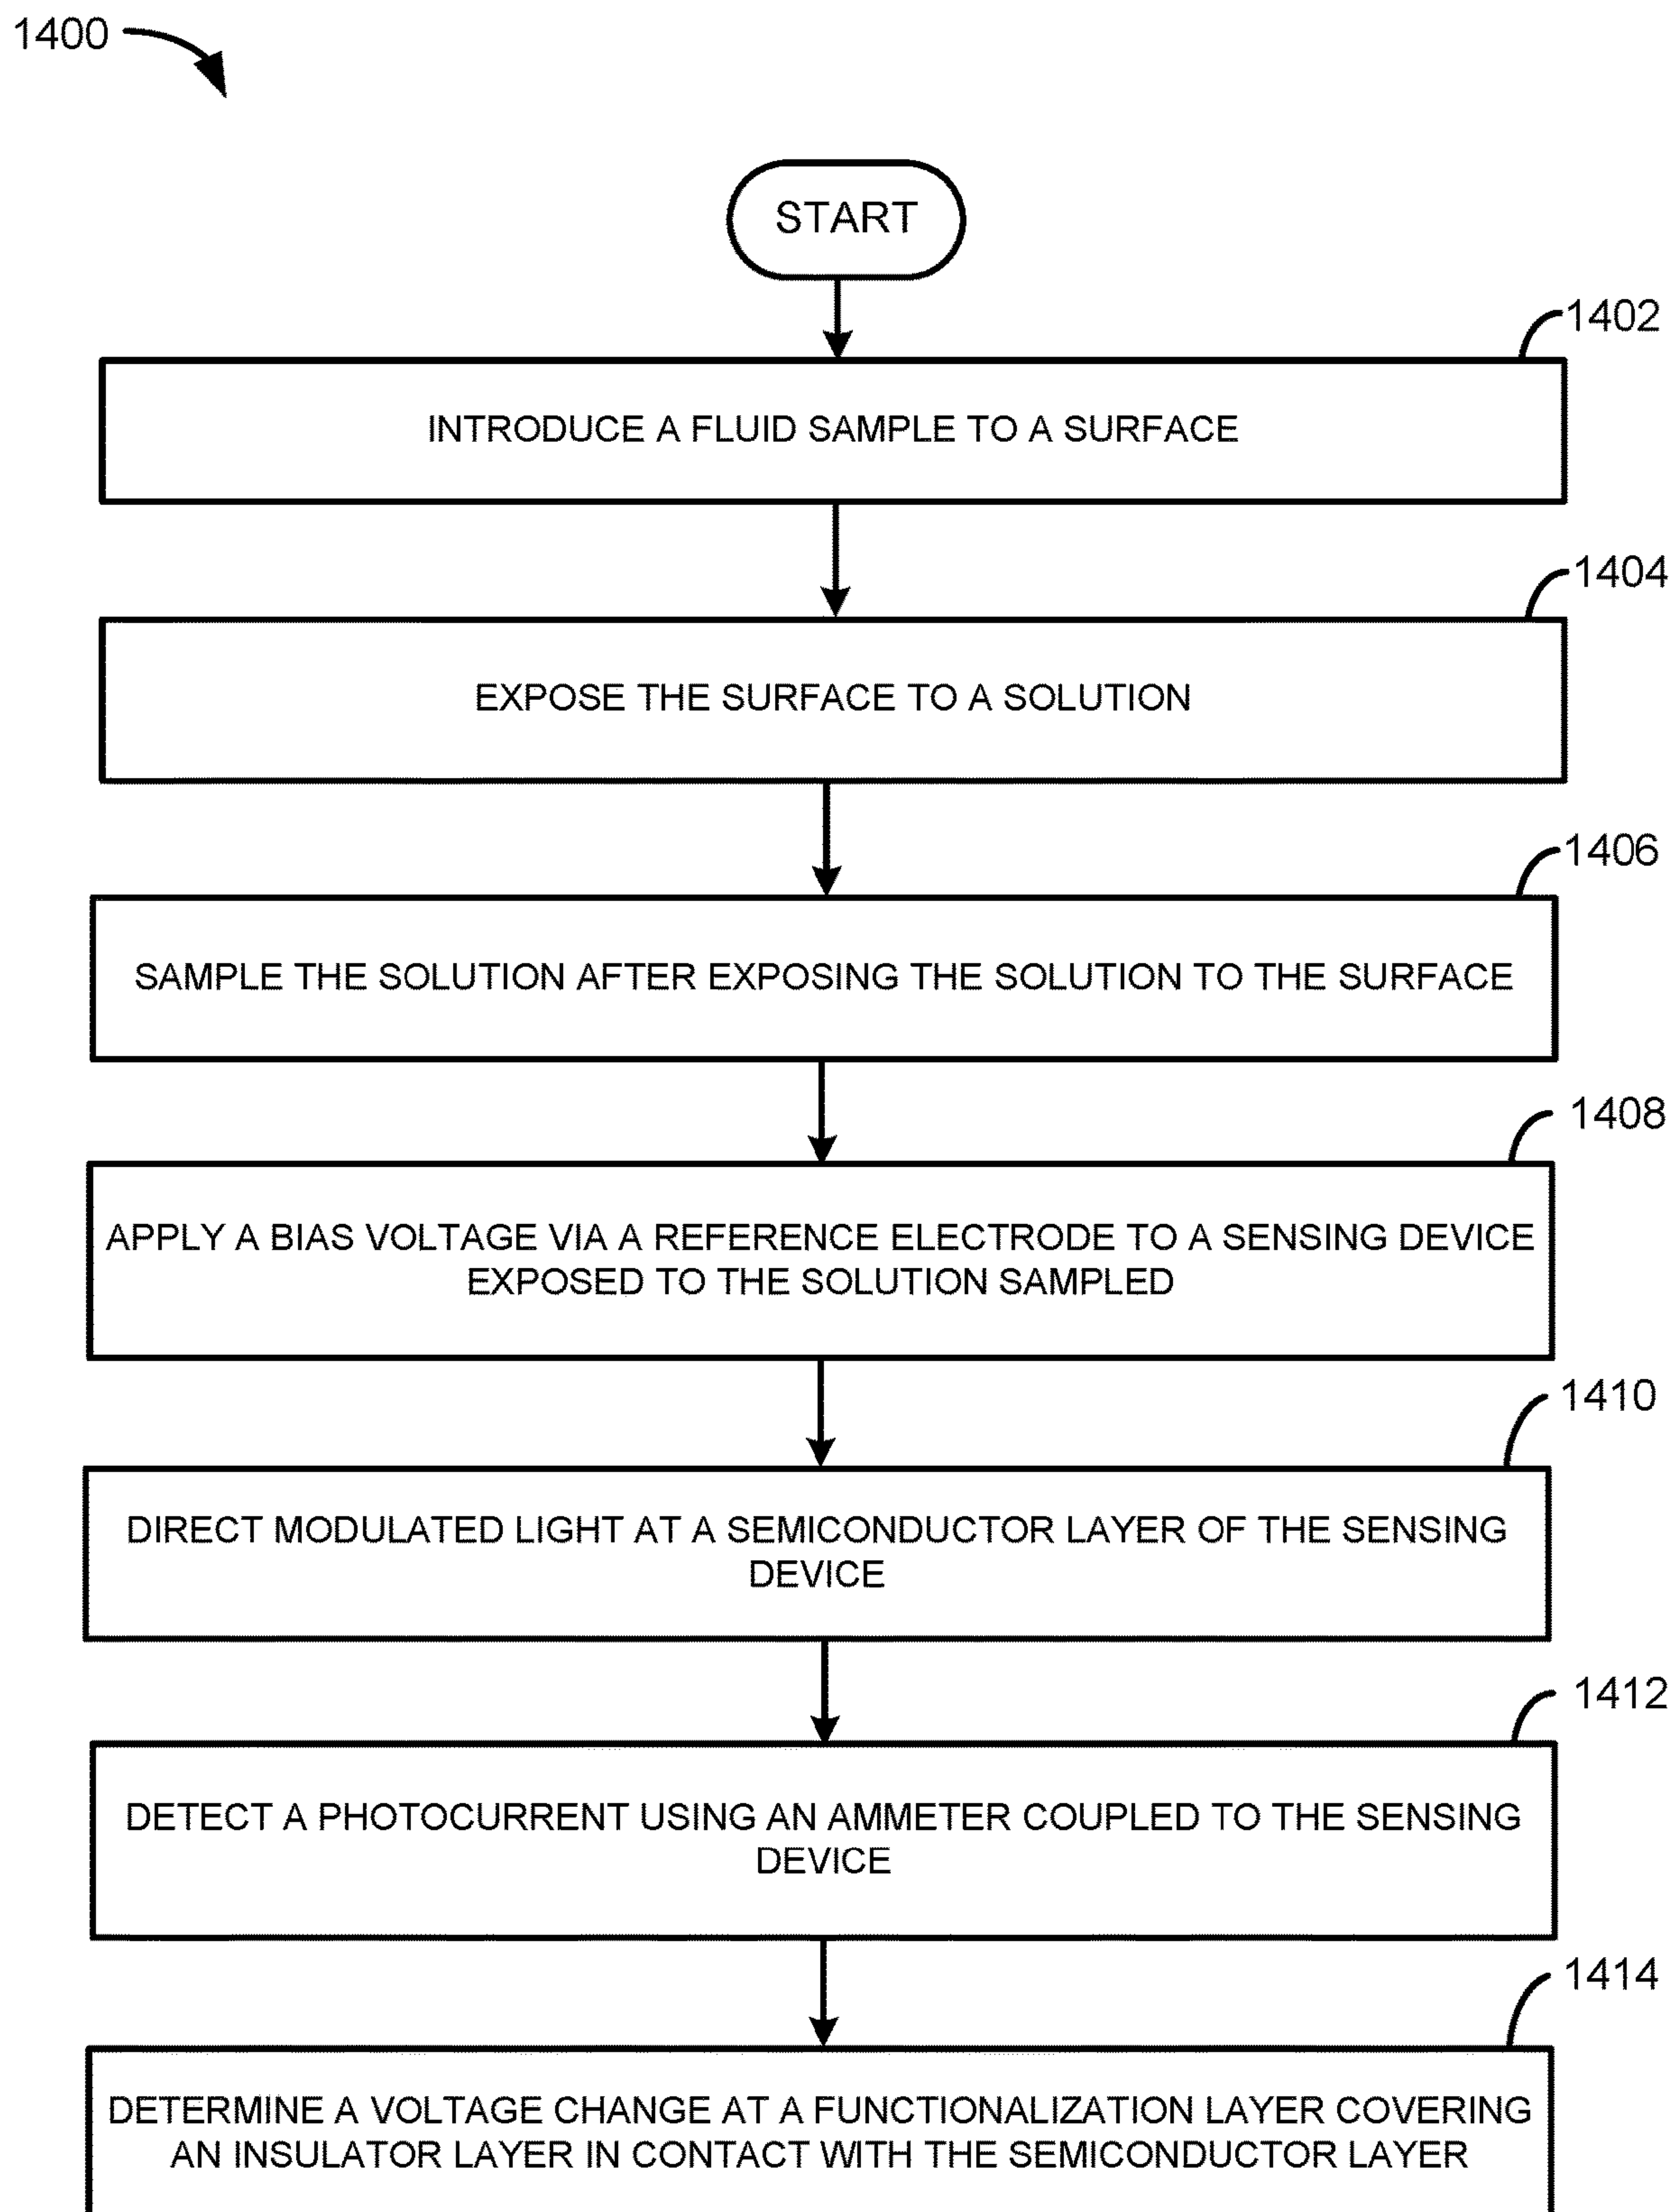 1400
START
1402
INTRODUCE A FLUID SAMPLE TO A SURFACE
1404
EXPOSE THE SURFACE TO A SOLUTION
1406
SAMPLE THE SOLUTION AFTER EXPOSING THE SOLUTION TO THE SURFACE
1408
APPLY A BIAS VOLTAGE VIA A REFERENCE ELECTRODE TO A SENSING DEVICE
EXPOSED TO THE SOLUTION SAMPLED
1410
DIRECT MODULATED LIGHT AT A SEMICONDUCTOR LAYER OF THE SENSING
DEVICE
1412
DETECT A PHOTOCURRENT USING AN AMMETER COUPLED TO THE SENSING
DEVICE
1414
DETERMINE A VOLTAGE CHANGE AT A FUNCTIONALIZATION LAYER COVERING
AN INSULATOR LAYER IN CONTACT WITH THE SEMICONDUCTOR LAYER